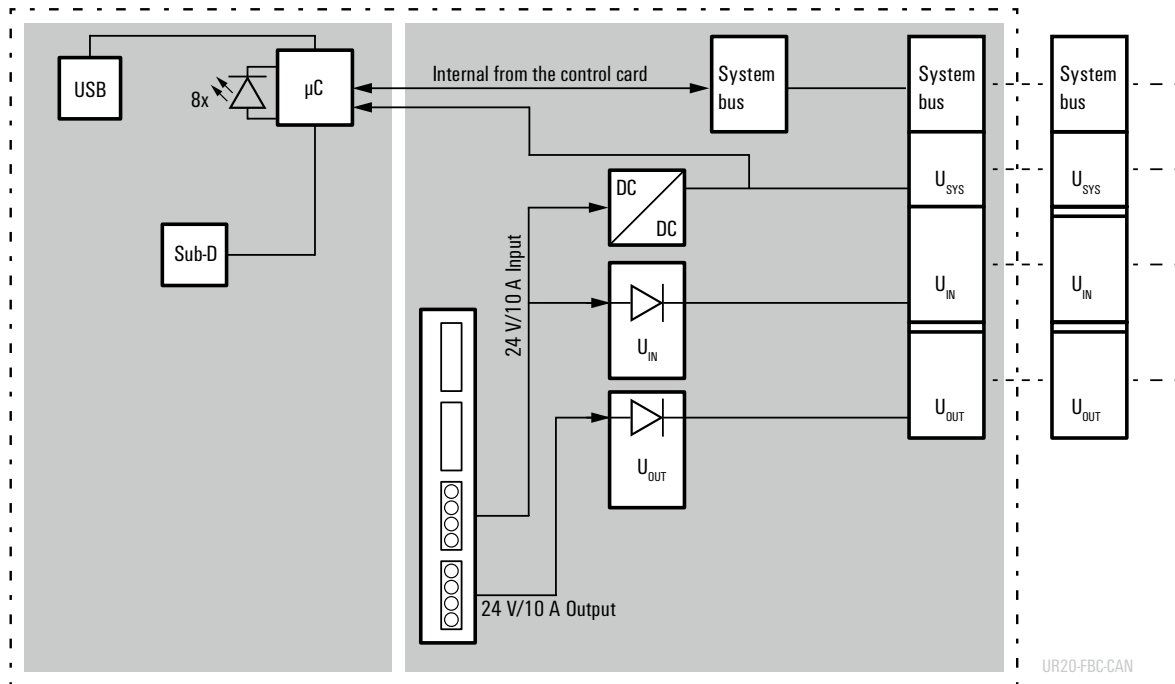 USB
8x
µC
Sub-D
Internal from the control card
System
bus
System
bus
System
bus
DC
DC
U_SYS
U_SYS
24 V/10 A Input
U_IN
U_IN
U_IN
U_OUT
U_OUT
U_OUT
24 V/10 A Output
UR20-FBC-CAN